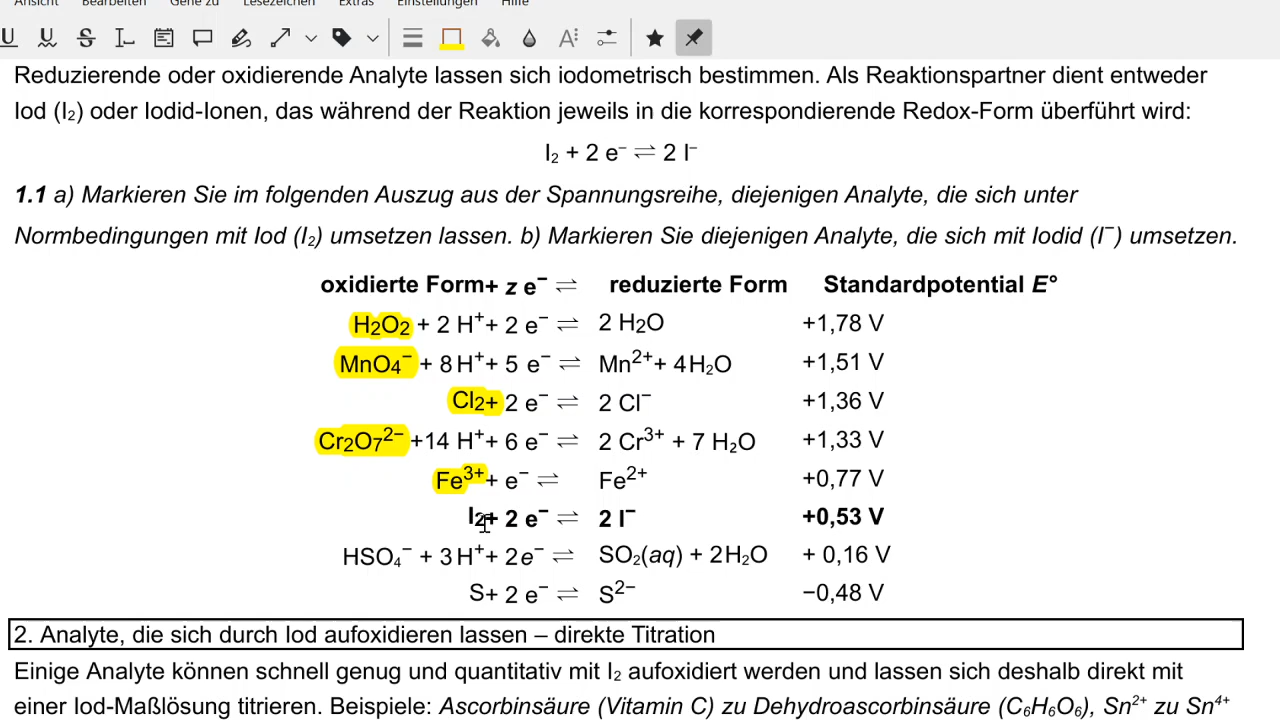 Ansicht Bearbeiten Gehe zu Lesezeichen Extras Einstellungen Hilfe
Reduzierende oder oxidierende Analyte lassen sich iodometrisch bestimmen. Als Reaktionspartner dient entweder
Iod (I₂) oder Iodid-Ionen, das während der Reaktion jeweils in die korrespondierende Redox-Form überführt wird:
I₂ + 2 e⁻ ⇌ 2 I⁻
1.1 a) Markieren Sie im folgenden Auszug aus der Spannungsreihe, diejenigen Analyte, die sich unter
Normbedingungen mit Iod (I₂) umsetzen lassen. b) Markieren Sie diejenigen Analyte, die sich mit Iodid (I⁻) umsetzen.
oxidierte Form+ z e⁻ ⇌ reduzierte Form Standardpotential E°
H₂O₂ + 2 H⁺+ 2 e⁻ ⇌ 2 H₂O +1,78 V
MnO₄⁻ + 8 H⁺+ 5 e⁻ ⇌ Mn²⁺+ 4 H₂O +1,51 V
Cl₂+ 2 e⁻ ⇌ 2 Cl⁻ +1,36 V
Cr₂O₇²⁻ +14 H⁺+ 6 e⁻ ⇌ 2 Cr³⁺ + 7 H₂O +1,33 V
Fe³⁺+ e⁻ ⇌ Fe²⁺ +0,77 V
I₂+ 2 e⁻ ⇌ 2 I⁻ +0,53 V
HSO₄⁻ + 3 H⁺+ 2e⁻ ⇌ SO₂(aq) + 2 H₂O + 0,16 V
S+ 2 e⁻ ⇌ S²⁻ −0,48 V
2. Analyte, die sich durch Iod aufoxidieren lassen – direkte Titration
Einige Analyte können schnell genug und quantitativ mit I₂ aufoxidiert werden und lassen sich deshalb direkt mit
einer Iod-Maßlösung titrieren. Beispiele: Ascorbinsäure (Vitamin C) zu Dehydroascorbinsäure (C₆H₆O₆), Sn²⁺ zu Sn⁴⁺